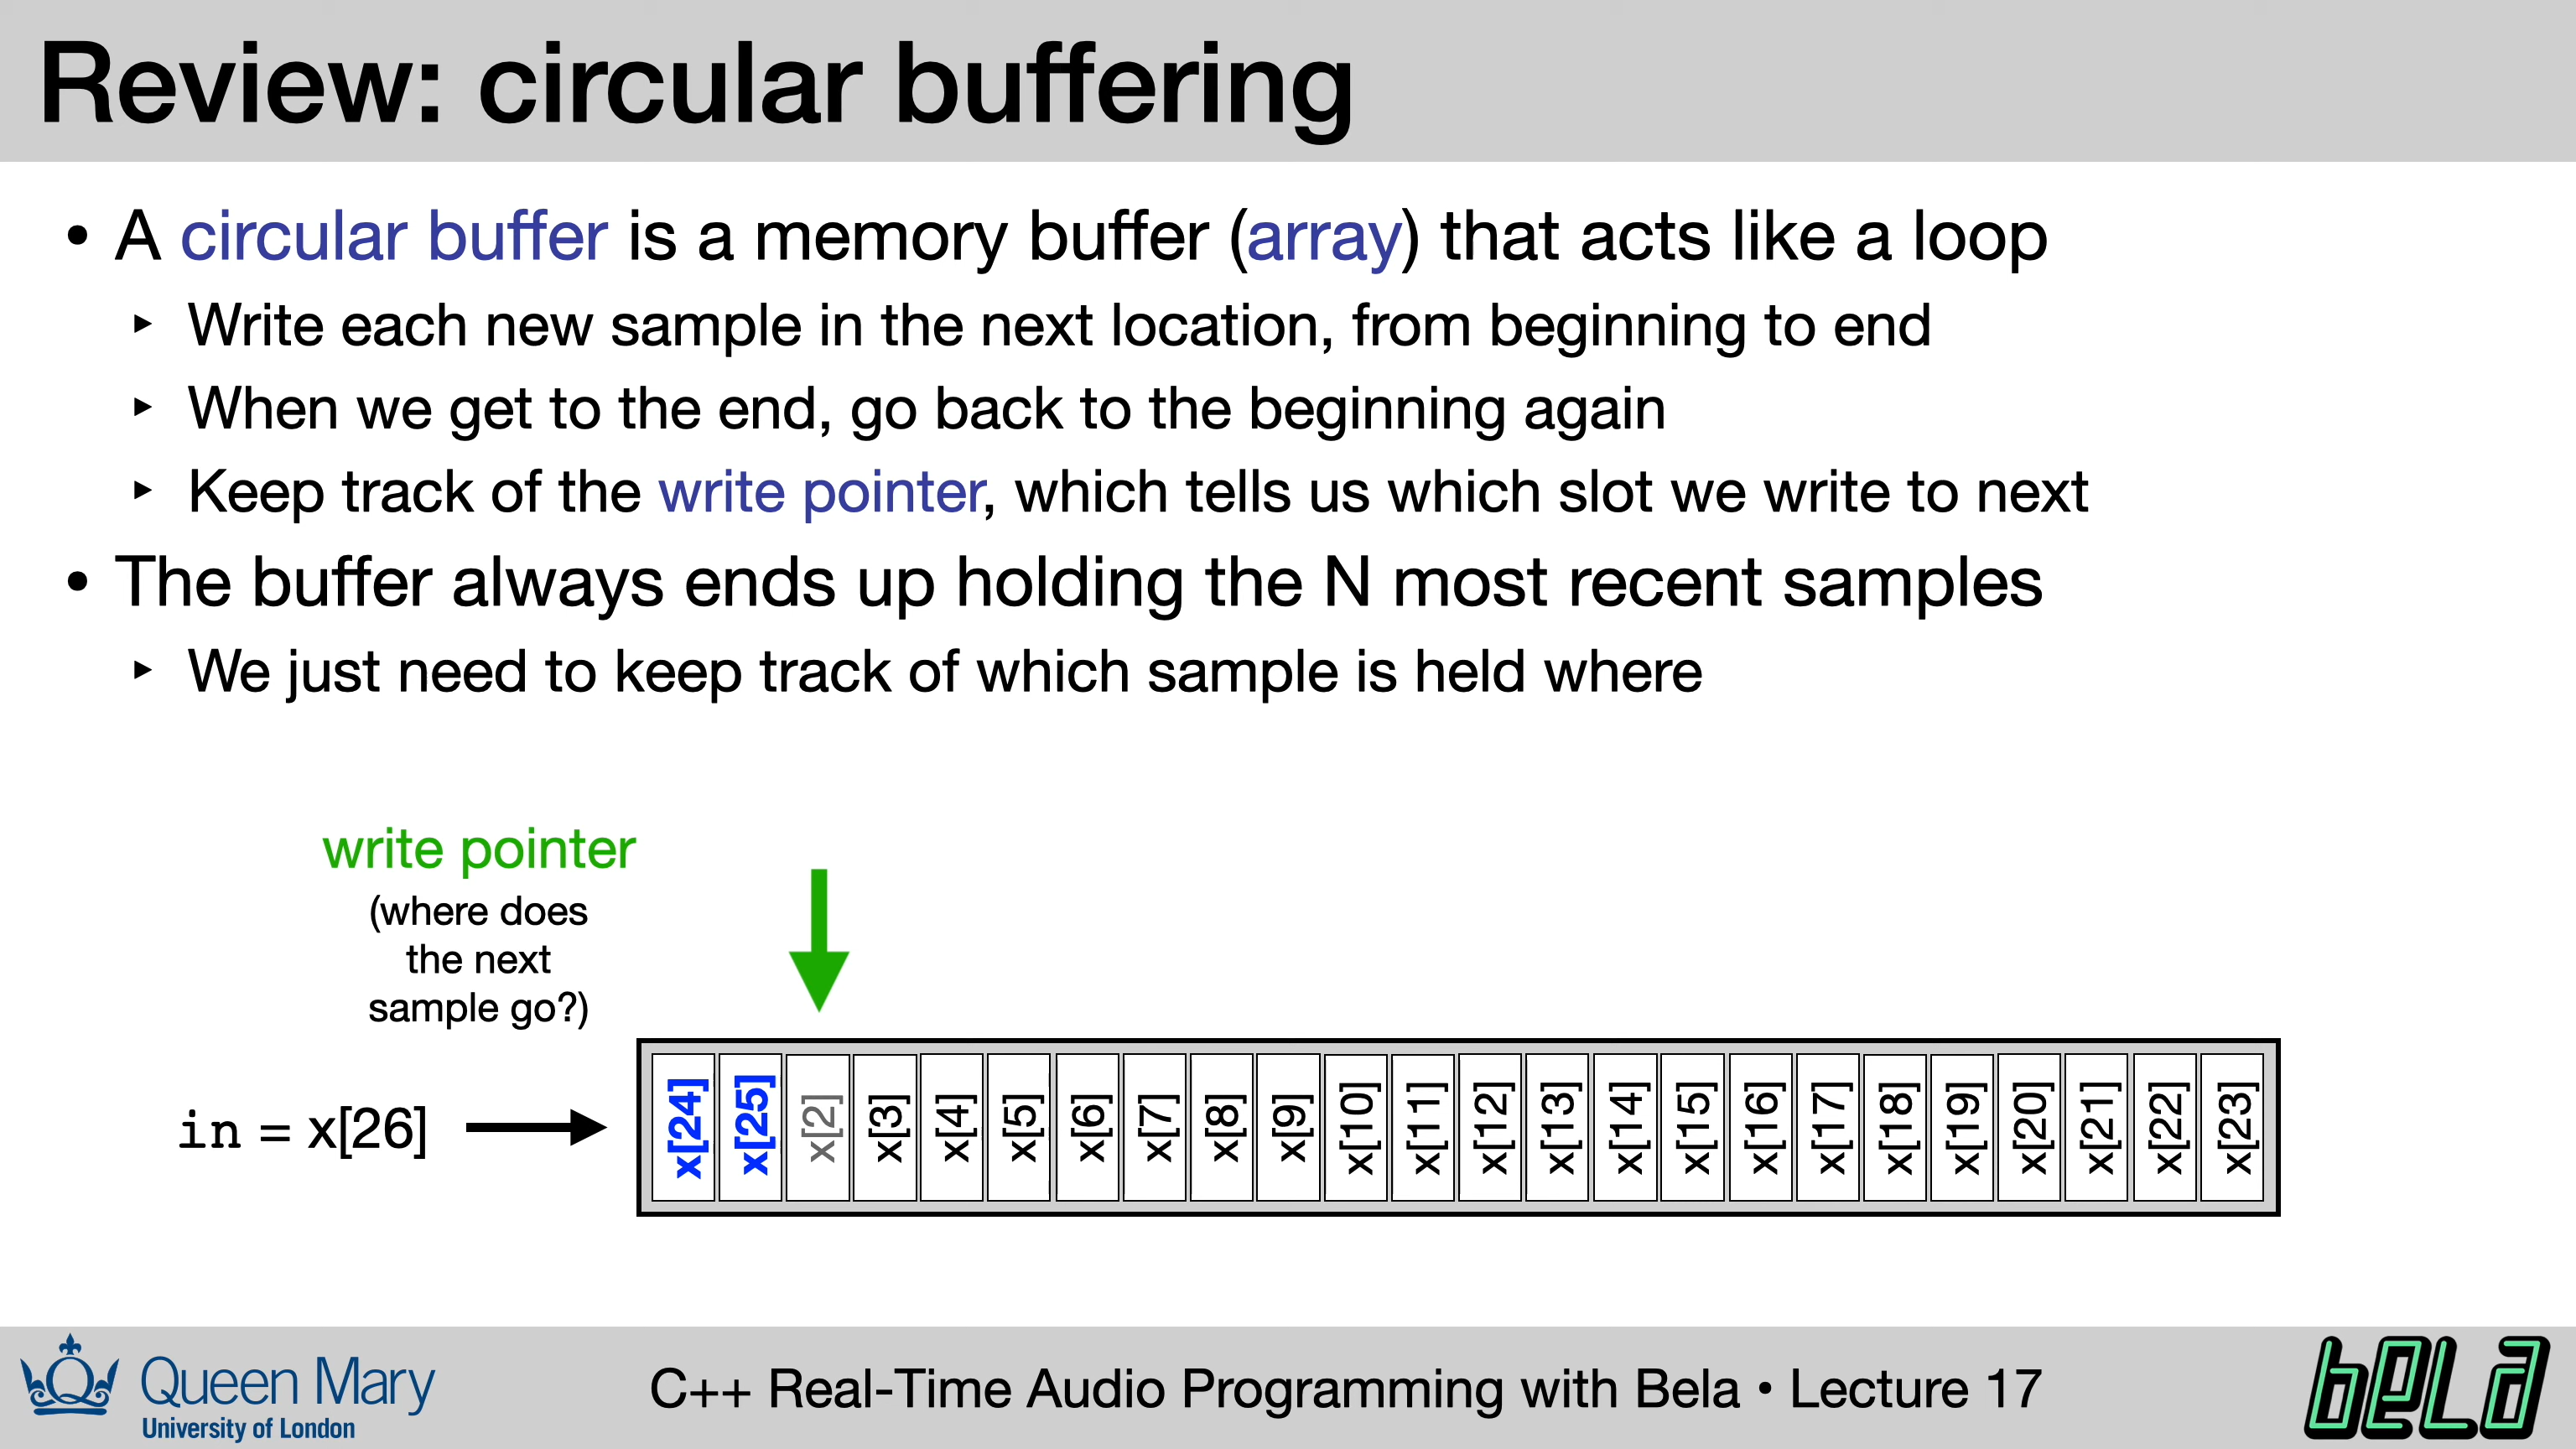 Review: circular buffering
• A circular buffer is a memory buffer (array) that acts like a loop
‣ Write each new sample in the next location, from beginning to end
‣ When we get to the end, go back to the beginning again
‣ Keep track of the write pointer, which tells us which slot we write to next
• The buffer always ends up holding the N most recent samples
‣ We just need to keep track of which sample is held where
write pointer
(where does
the next
sample go?)
in = x[26]
x[24] x[25] x[2] x[3] x[4] x[5] x[6] x[7] x[8] x[9] x[10] x[11] x[12] x[13] x[14] x[15] x[16] x[17] x[18] x[19] x[20] x[21] x[22] x[23]
Queen Mary
University of London
C++ Real-Time Audio Programming with Bela • Lecture 17
bela